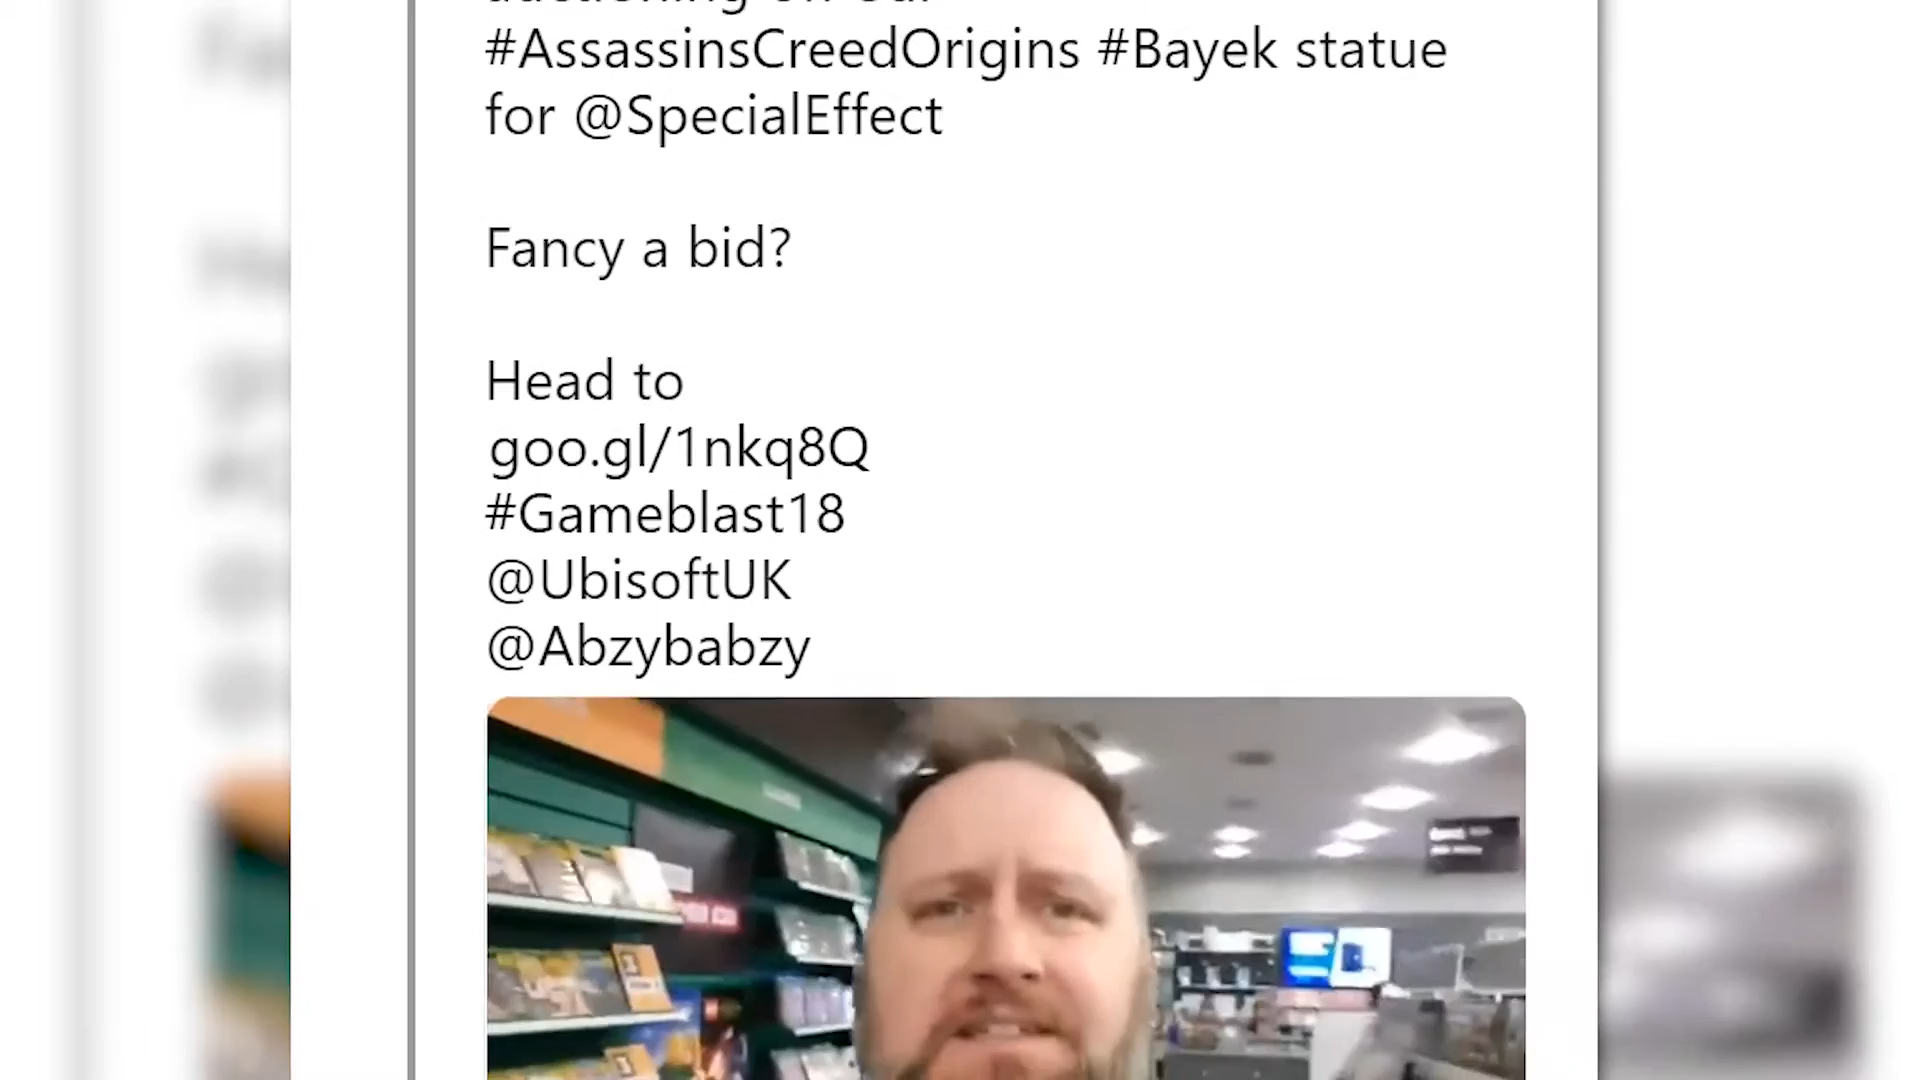 #AssassinsCreedOrigins #Bayek statue
for @SpecialEffect
Fancy a bid?
Head to
goo.gl/1nkq8Q
#Gameblast18
@UbisoftUK
@Abzybabzy